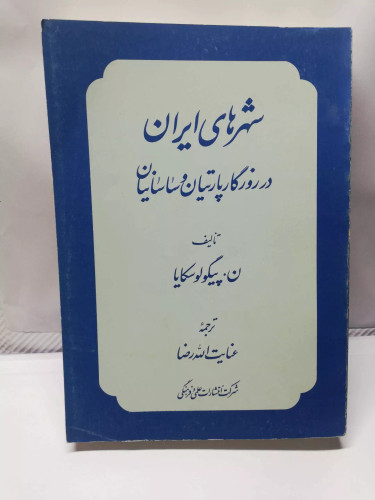 شهرهای ایران
در روزگار پارتیان و ساسانیان
تألیف
ن. پیگولوسکایا
ترجمهٔ
عنایت الله رضا
شرکت انتشارات علمی و فرهنگی